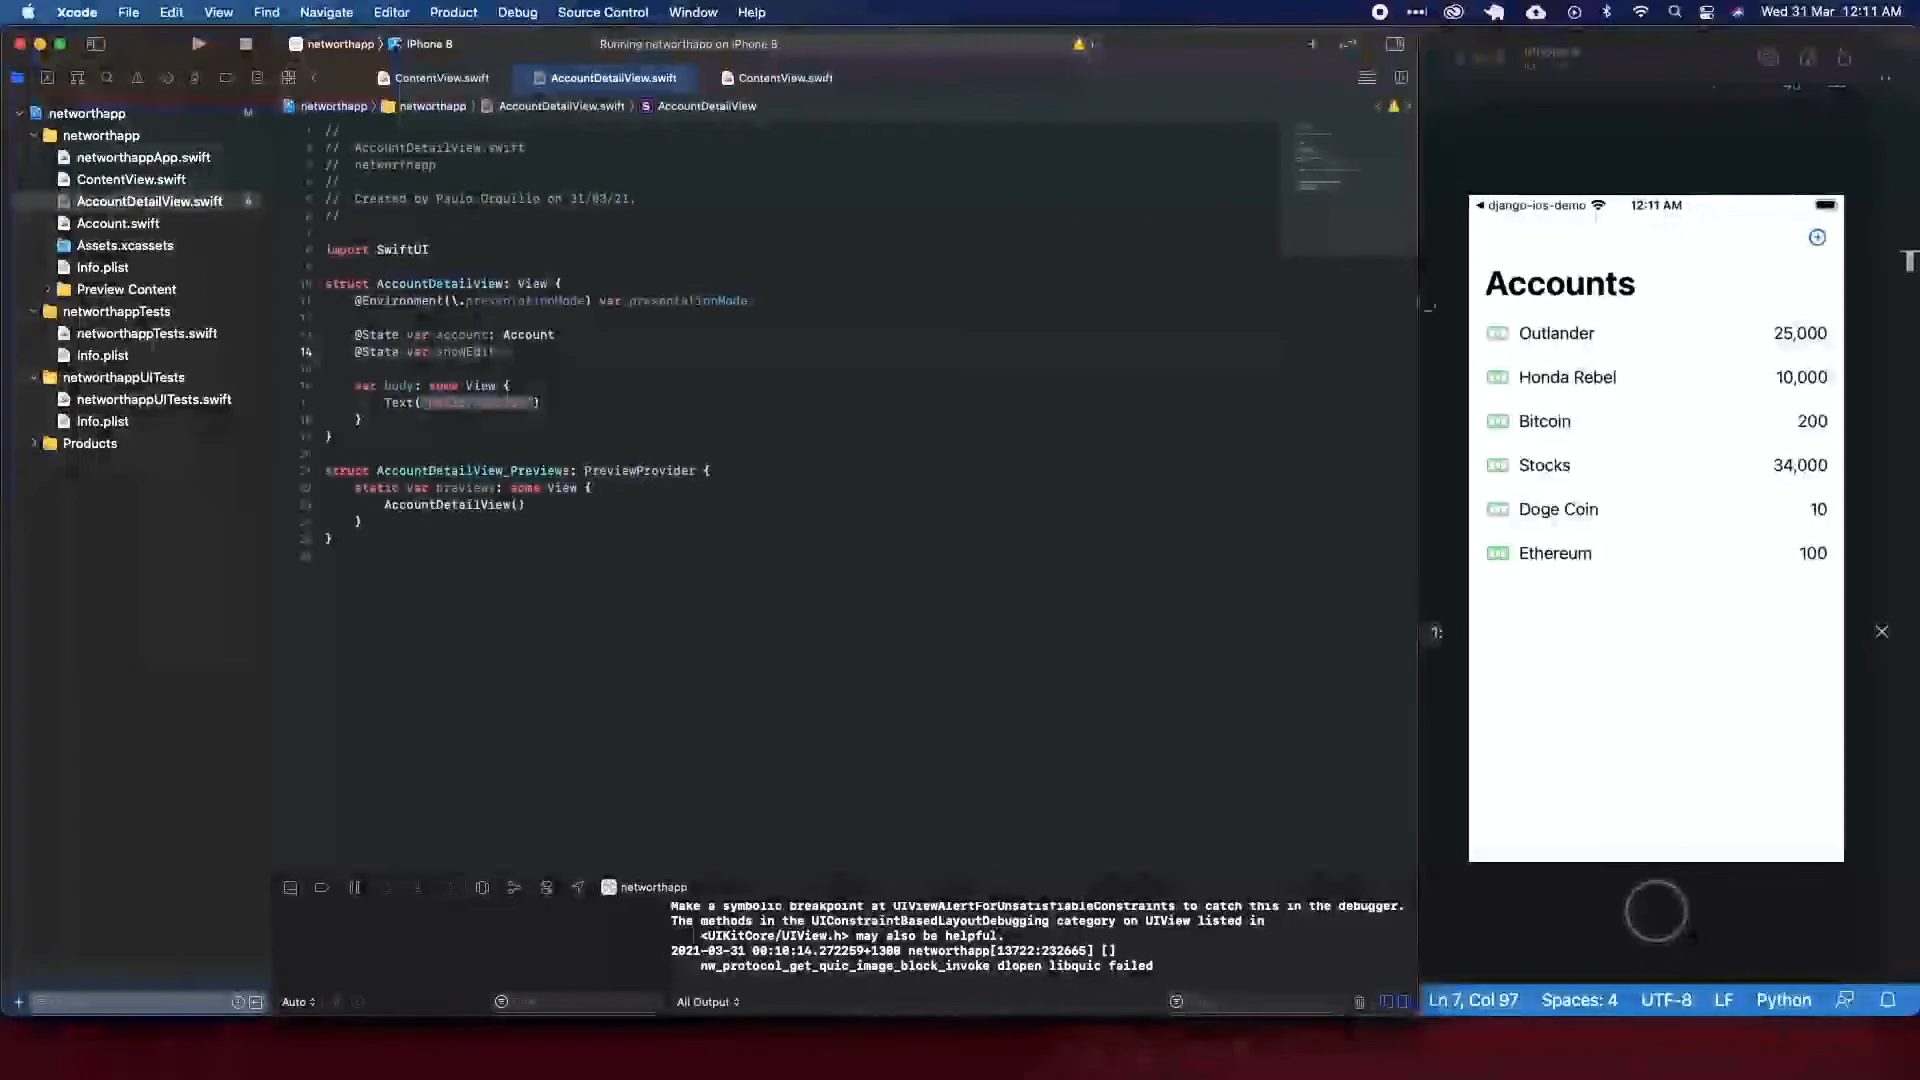 Xcode File Edit View Find Navigate Editor Product Debug Source Control Window Help
Wed 31 Mar 12:11 AM
networthapp iPhone 8
Running networthapp on iPhone 8
ContentView.swift AccountDetailView.swift ContentView.swift
networthapp networthapp AccountDetailView.swift S AccountDetailView
networthapp M
networthapp
networthappApp.swift
ContentView.swift
AccountDetailView.swift
Account.swift
Assets.xcassets
Info.plist
Preview Content
networthappTests
networthappTests.swift
Info.plist
networthappUITests
networthappUITests.swift
Info.plist
Products
//
// AccountDetailView.swift
// networthapp
//
// Created by Paulo Orquillo on 31/03/21.
//
import SwiftUI
struct AccountDetailView: View {
@Environment(\.presentationMode) var presentationMode
@State var account: Account
14 @State var showEdit
var body: some View {
Text(
}
}
struct AccountDetailView_Previews: PreviewProvider {
static var previews: some View {
AccountDetailView()
}
}
networthapp
Make a symbolic breakpoint at UIViewAlertForUnsatisfiableConstraints to catch this in the debugger.
The methods in the UIConstraintBasedLayoutDebugging category on UIView listed in
<UIKitCore/UIView.h> may also be helpful.
2021-03-31 00:10:14.272259+1300 networthapp[13722:232665] []
nw_protocol_get_quic_image_block_invoke dlopen libquic failed
Auto
All Output
django-ios-demo 12:11 AM
Accounts
Outlander 25,000
Honda Rebel 10,000
Bitcoin 200
Stocks 34,000
Doge Coin 10
Ethereum 100
Ln 7, Col 97 Spaces: 4 UTF-8 LF Python